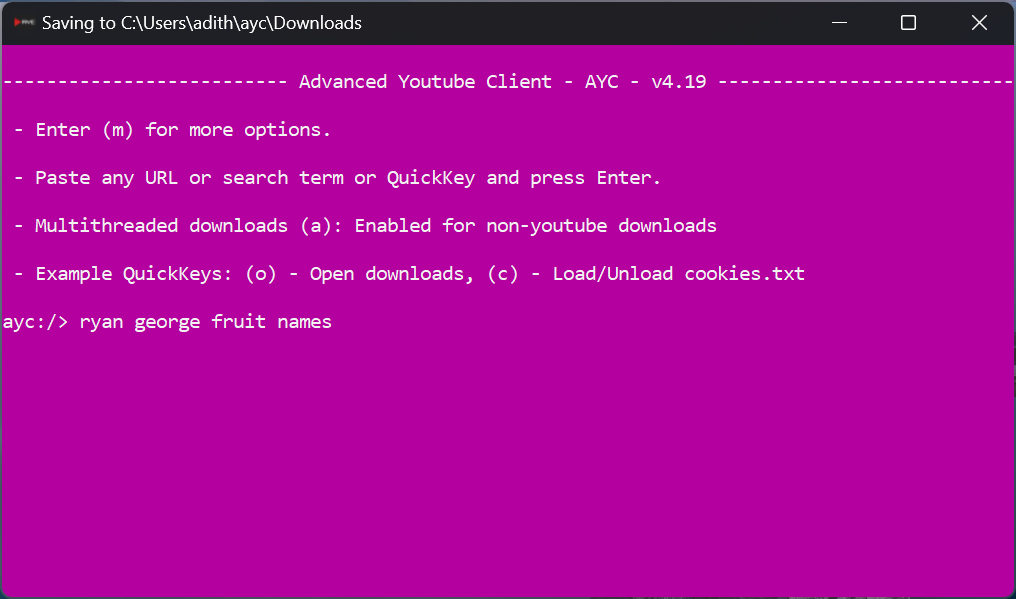 Saving to C:\Users\adith\ayc\Downloads
-------------------------- Advanced Youtube Client - AYC - v4.19 ---------------------------
- Enter (m) for more options.
- Paste any URL or search term or QuickKey and press Enter.
- Multithreaded downloads (a): Enabled for non-youtube downloads
- Example QuickKeys: (o) - Open downloads, (c) - Load/Unload cookies.txt
ayc:/> ryan george fruit names